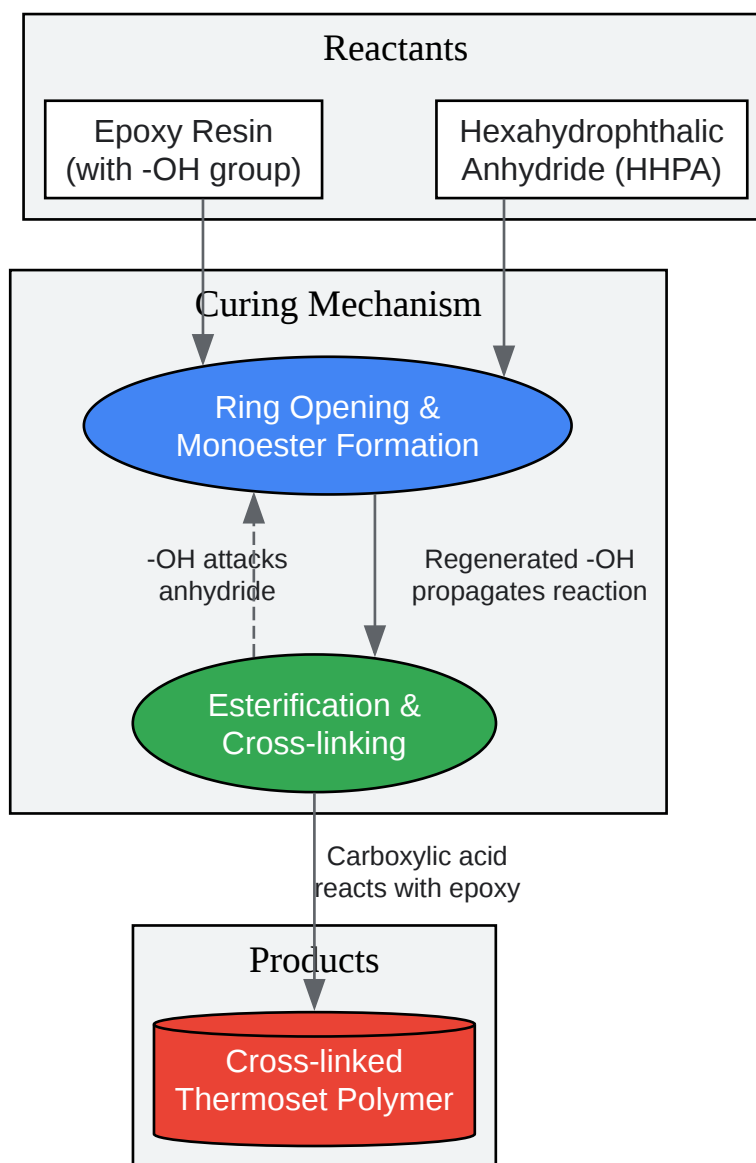 Reactants
Epoxy Resin
(with -OH group)
Hexahydrophthalic
Anhydride (HHPA)
Curing Mechanism
Ring Opening &
Monoester Formation
-OH attacks
anhydride
Regenerated -OH
propagates reaction
Esterification &
Cross-linking
Carboxylic acid
reacts with epoxy
Products
Cross-linked
Thermoset Polymer